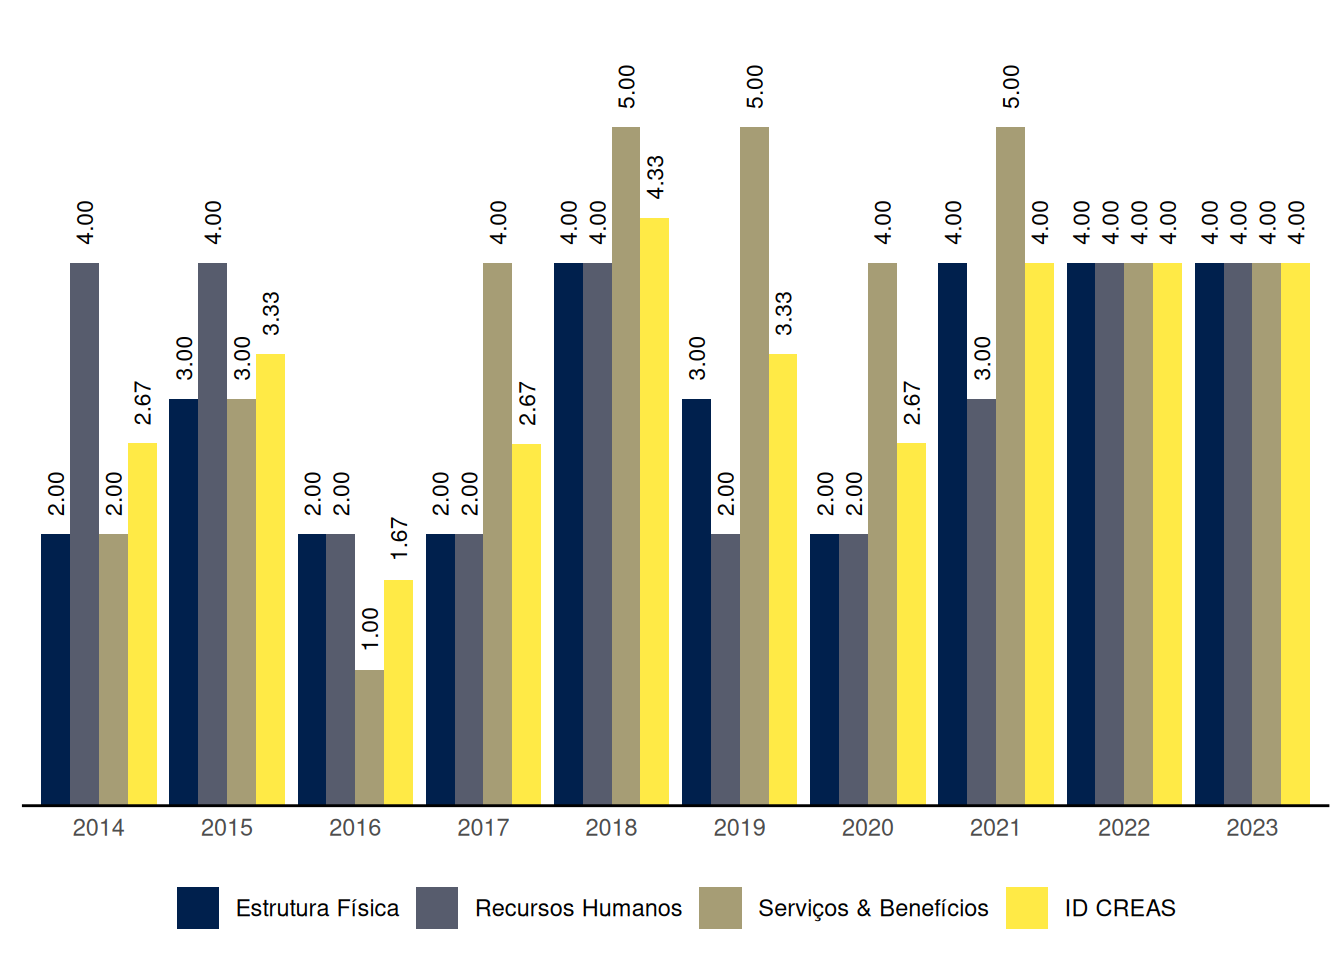 2.00 4.00 2.00 2.67
3.00 4.00 3.00 3.33
2.00 2.00 1.00 1.67
2.00 2.00 4.00 2.67
4.00 4.00 5.00 4.33
3.00 2.00 5.00 3.33
2.00 2.00 4.00 2.67
4.00 3.00 5.00 4.00
4.00 4.00 4.00 4.00
4.00 4.00 4.00 4.00
2014 2015 2016 2017 2018 2019 2020 2021 2022 2023
Estrutura Física Recursos Humanos Serviços & Benefícios ID CREAS